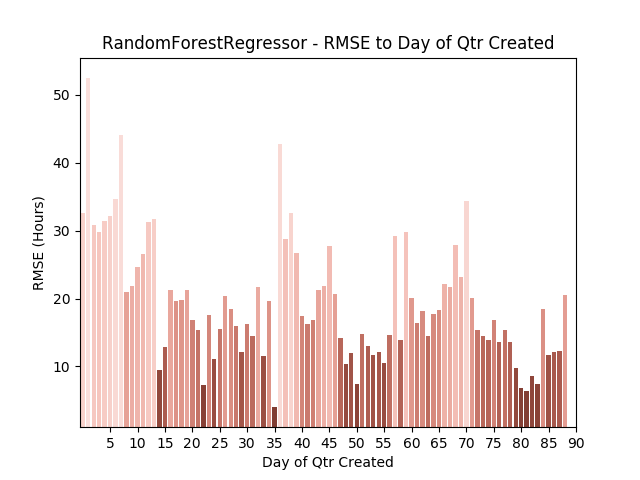 RandomForestRegressor - RMSE to Day of Qtr Created
50
40
30
20
10
RMSE (Hours)
5 10 15 20 25 30 35 40 45 50 55 60 65 70 75 80 85 90
Day of Qtr Created